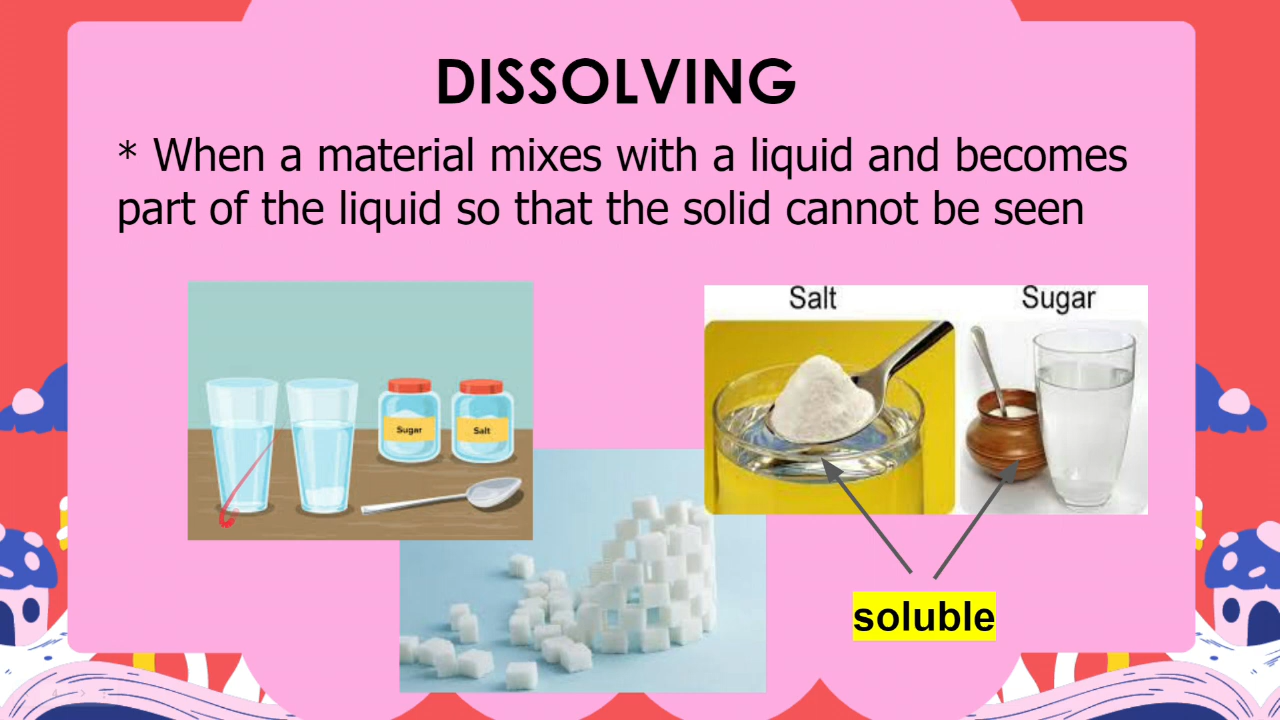 DISSOLVING
* When a material mixes with a liquid and becomes
part of the liquid so that the solid cannot be seen
Salt Sugar
Sugar Salt
soluble